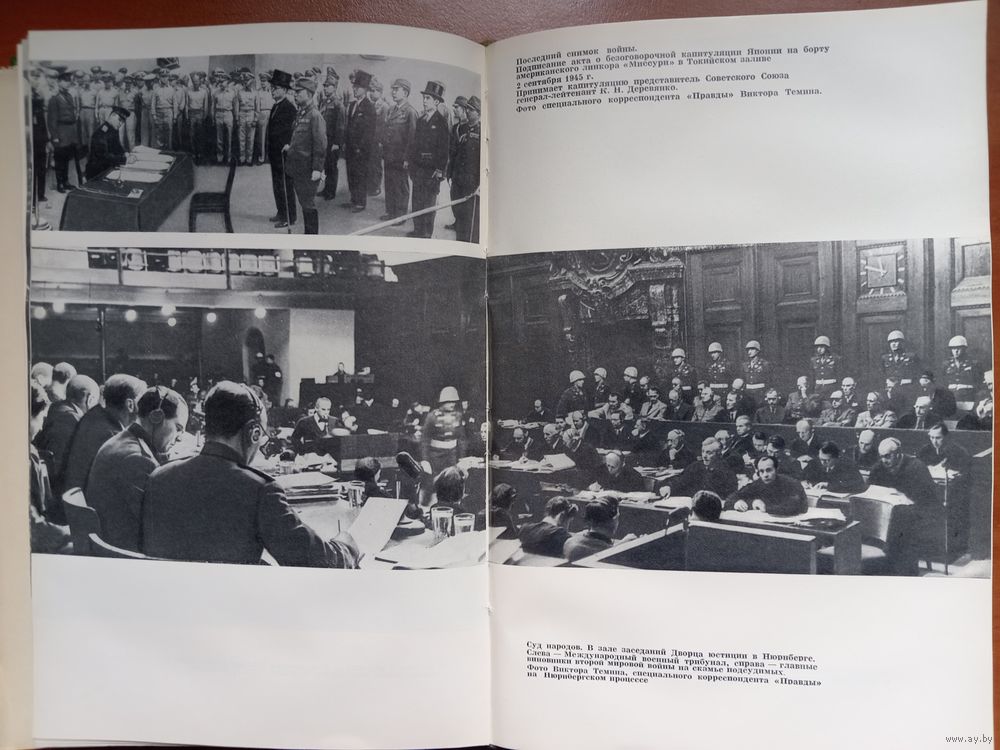 Последний снимок войны.
Подписание акта о безоговорочной капитуляции Японии на борту
американского линкора «Миссури» в Токийском заливе
2 сентября 1945 г.
Принимает капитуляцию представитель Советского Союза
генерал-лейтенант К. Н. Деревянко.
Фото специального корреспондента «Правды» Виктора Темина.
Суд народов. В зале заседаний Дворца юстиции в Нюрнберге.
Слева — Международный военный трибунал, справа — главные
виновники второй мировой войны на скамье подсудимых.
Фото Виктора Темина, специального корреспондента «Правды»
на Нюрнбергском процессе
www.ay.by